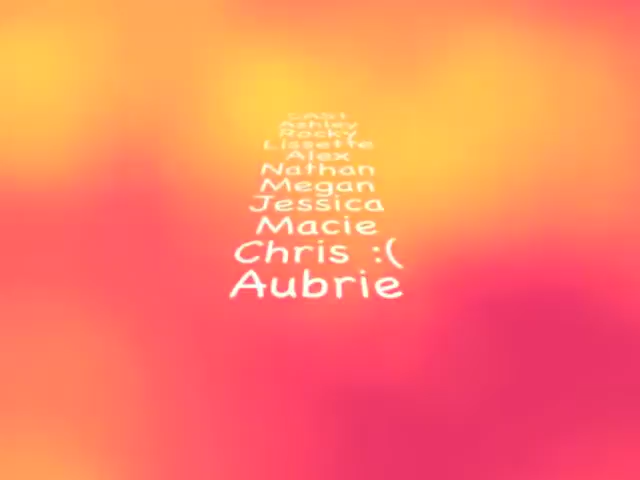 CAST
Ashley
Rocky
Lissette
Alex
Nathan
Megan
Jessica
Macie
Chris :(
Aubrie